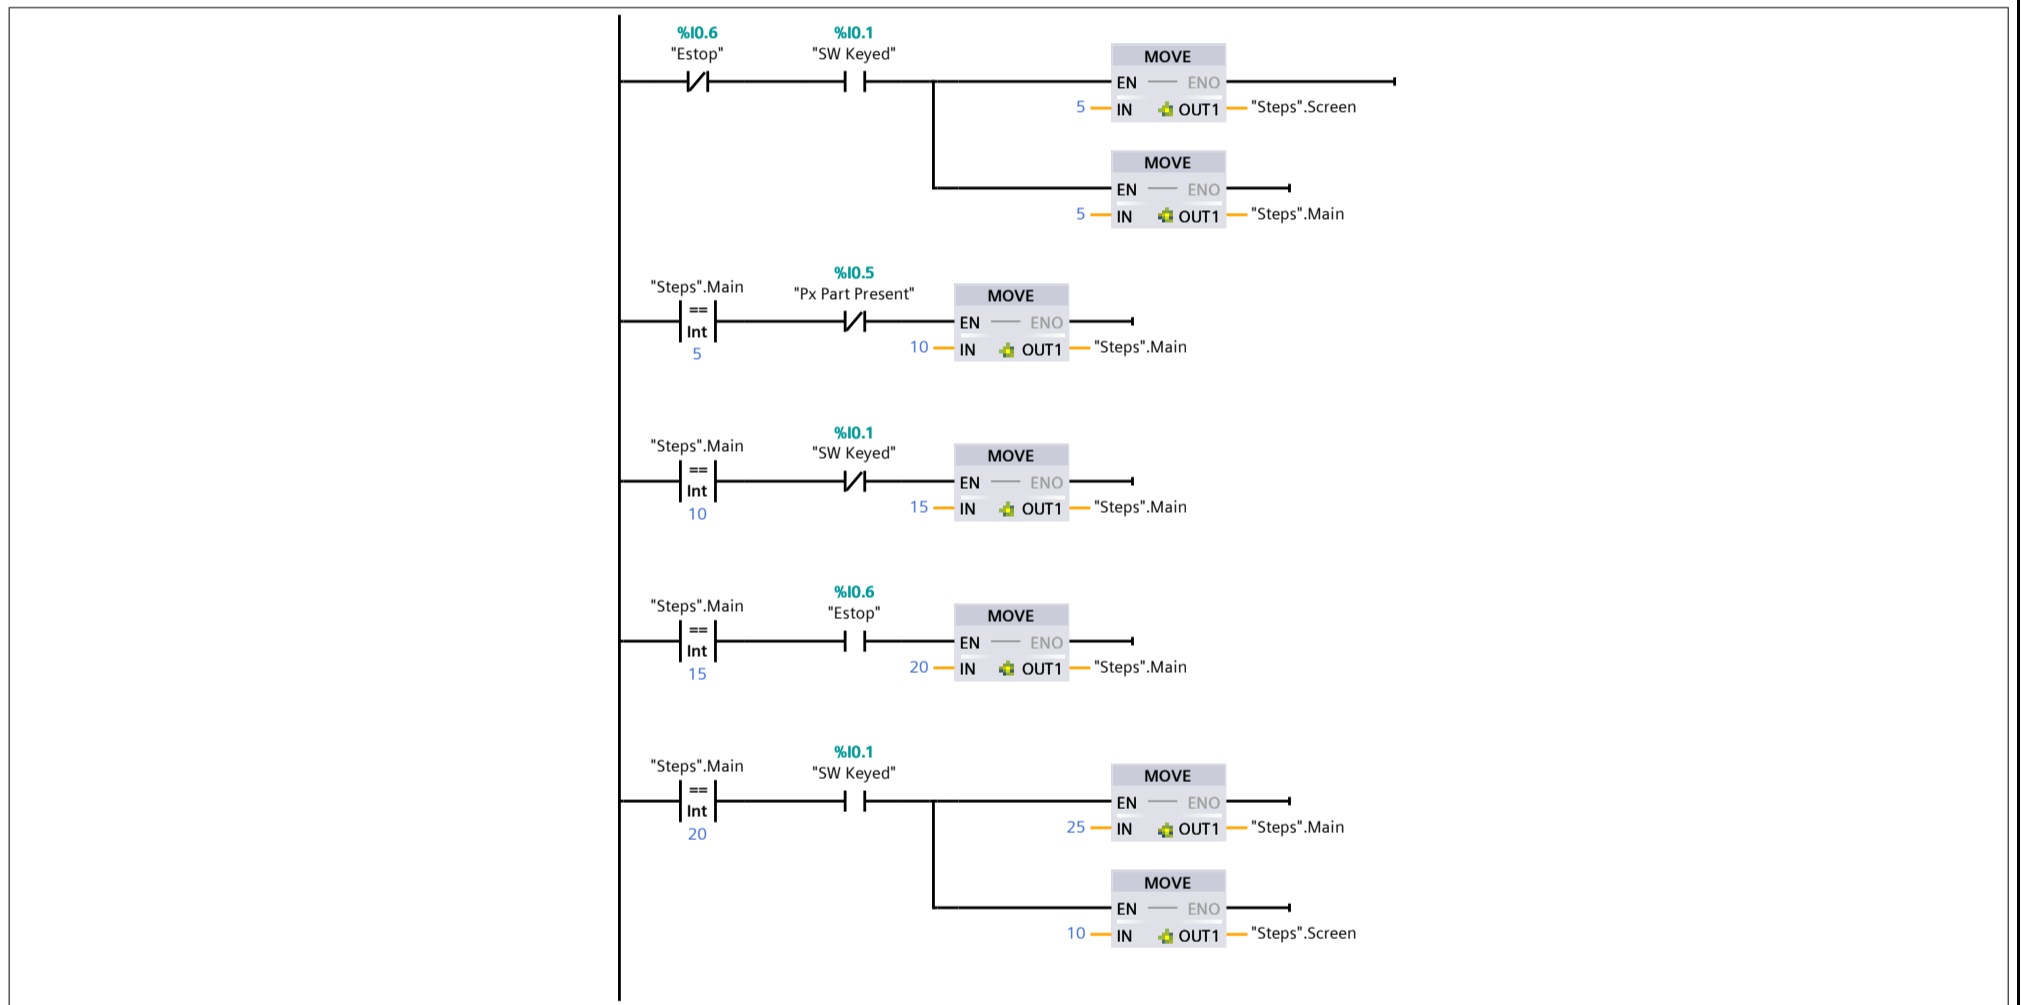 %I0.6 %I0.1
"Estop" "SW Keyed"
MOVE
EN ENO
5 IN OUT1 "Steps".Screen
MOVE
EN ENO
5 IN OUT1 "Steps".Main
%I0.5
"Steps".Main "Px Part Present" MOVE
==
Int EN ENO
5 10 IN OUT1 "Steps".Main
%I0.1
"Steps".Main "SW Keyed" MOVE
==
Int EN ENO
10 15 IN OUT1 "Steps".Main
%I0.6
"Steps".Main "Estop" MOVE
==
Int EN ENO
15 20 IN OUT1 "Steps".Main
%I0.1
"Steps".Main "SW Keyed" MOVE
==
Int EN ENO
20 25 IN OUT1 "Steps".Main
MOVE
EN ENO
10 IN OUT1 "Steps".Screen